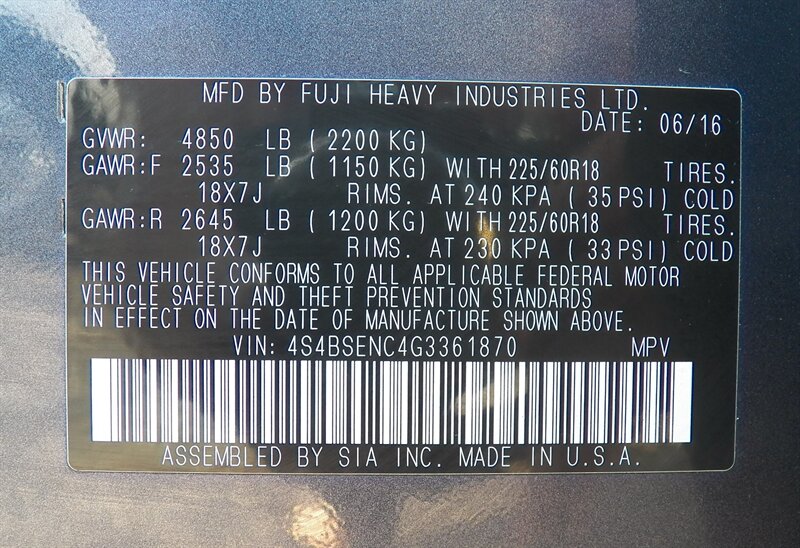 MFD BY FUJI HEAVY INDUSTRIES LTD.
DATE: 06/16
GVWR: 4850 LB (2200 KG)
GAWR:F 2535 LB (1150 KG) WITH 225/60R18 TIRES.
18X7J RIMS. AT 240 KPA (35 PSI) COLD
GAWR:R 2645 LB (1200 KG) WITH 225/60R18 TIRES.
18X7J RIMS. AT 230 KPA (33 PSI) COLD
THIS VEHICLE CONFORMS TO ALL APPLICABLE FEDERAL MOTOR
VEHICLE SAFETY AND THEFT PREVENTION STANDARDS
IN EFFECT ON THE DATE OF MANUFACTURE SHOWN ABOVE.
VIN: 4S4BSENC4G3361870 MPV
ASSEMBLED BY SIA INC. MADE IN U.S.A.